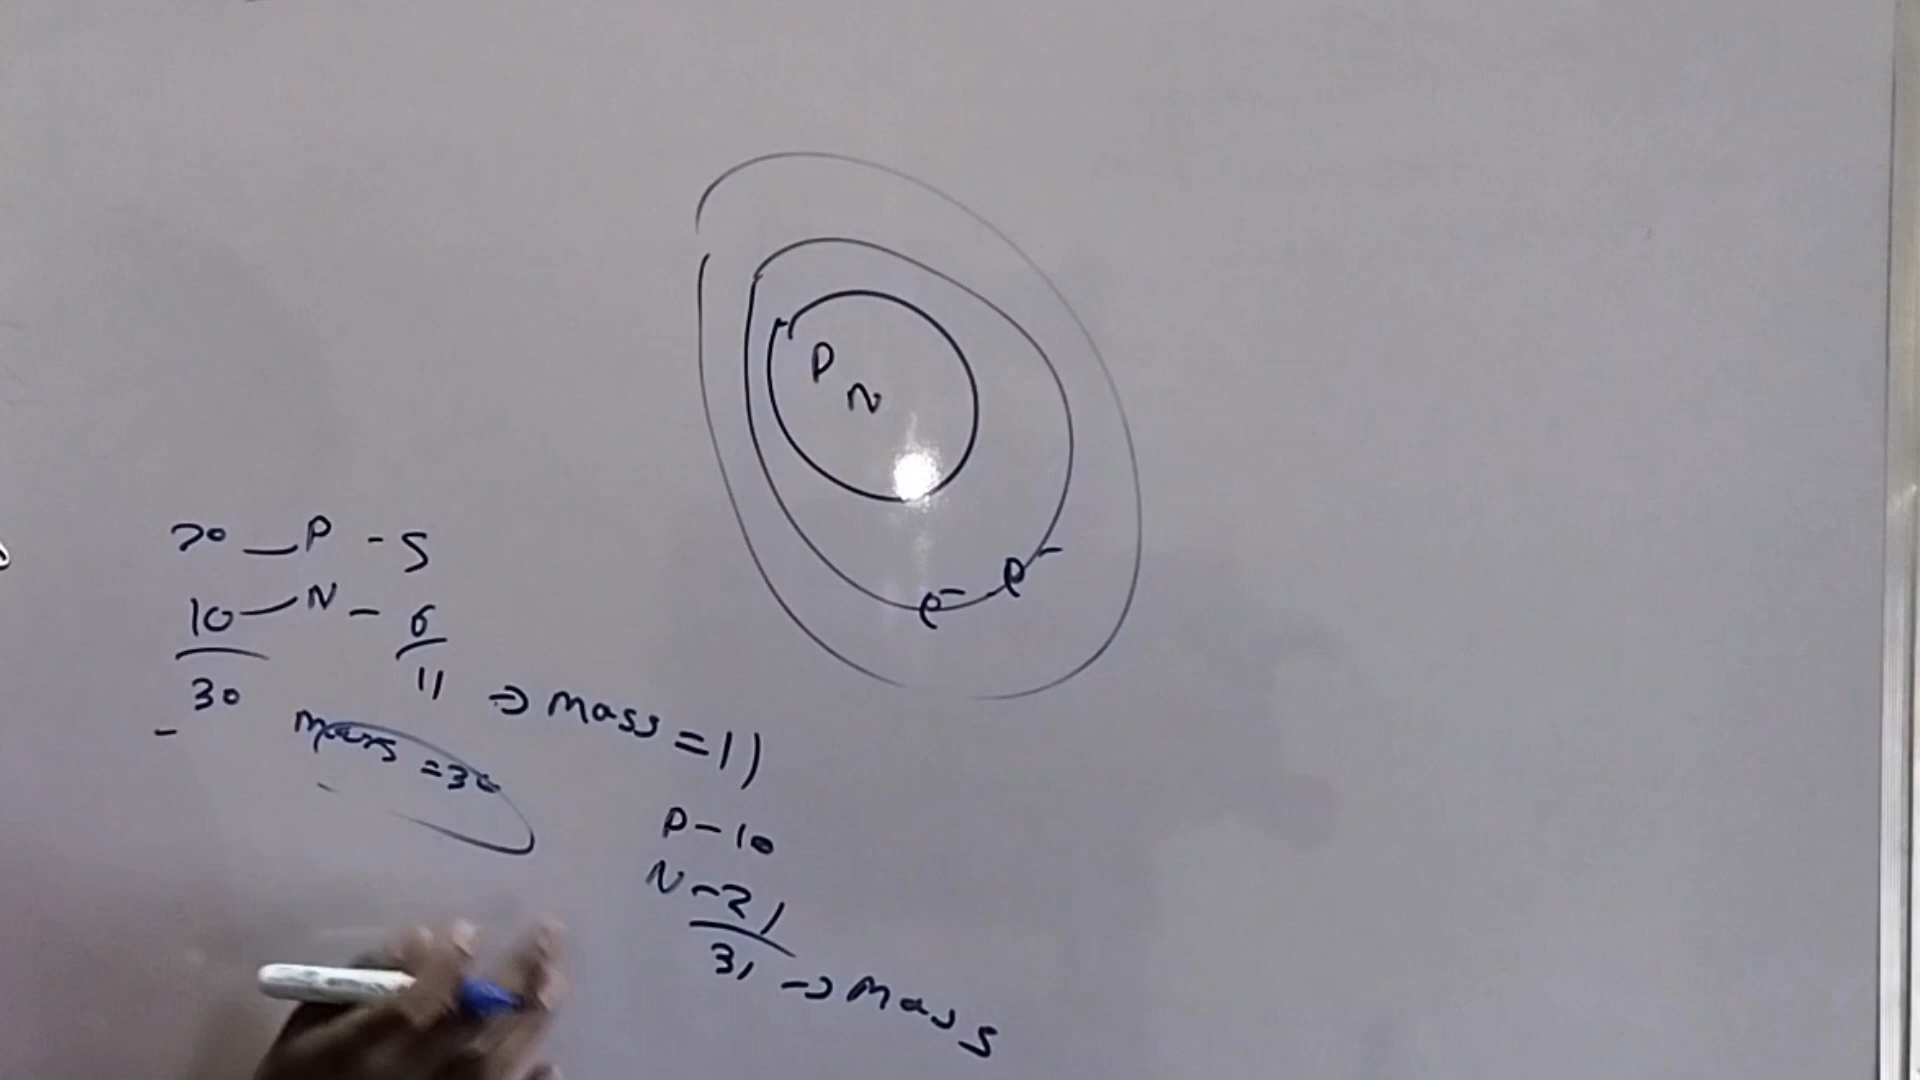 P
N
e-
e-
20 — P - 5
10 — N - 6
30
11 → mass = 11
mass = 30
P - 10
N - 21
31 → mass